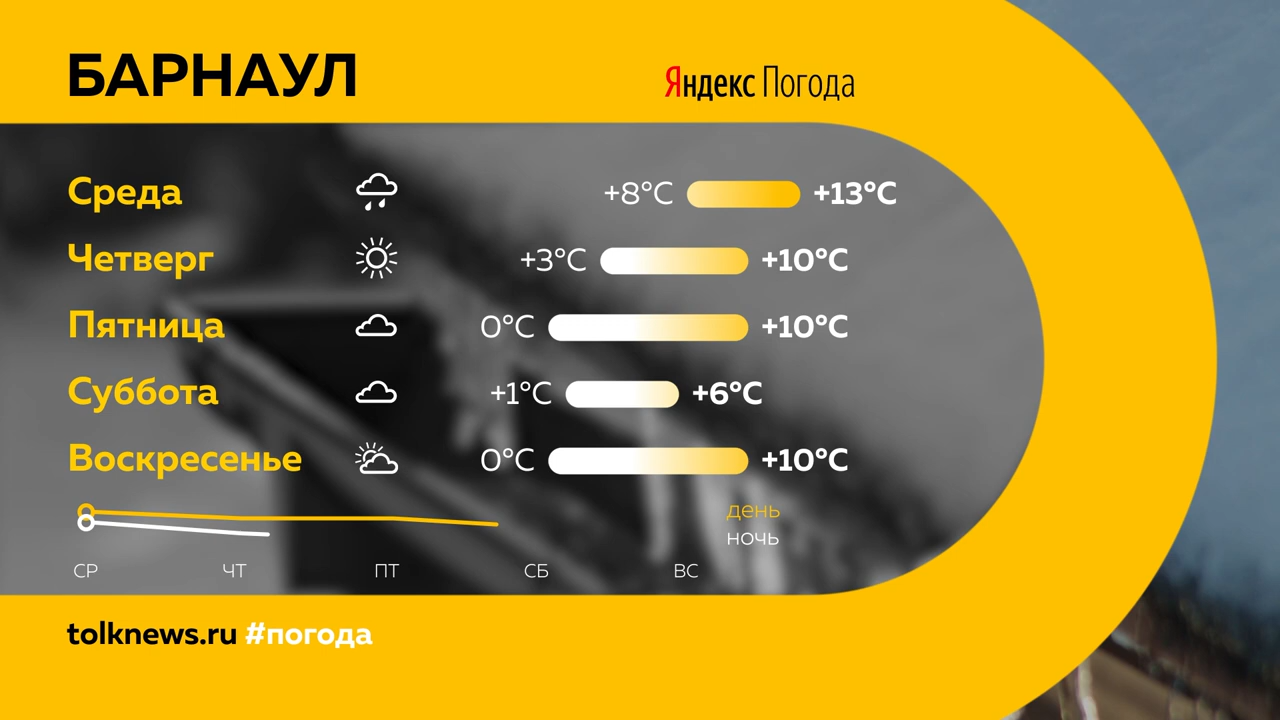 БАРНАУЛ
Яндекс Погода
Среда +8°C +13°C
Четверг +3°C +10°C
Пятница 0°C +10°C
Суббота +1°C +6°C
Воскресенье 0°C +10°C
день
ночь
СР ЧТ ПТ СБ ВС
tolknews.ru #погода